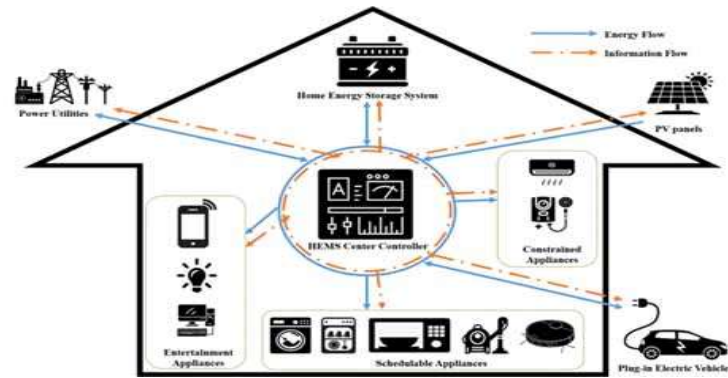 Energy Flow
Information Flow
Home Energy Storage System
Power Utilities
PV panels
A
HEMS Center Controller
Constrained
Appliances
Entertainment
Appliances
Schedulable Appliances
Plug-in Electric Vehicle